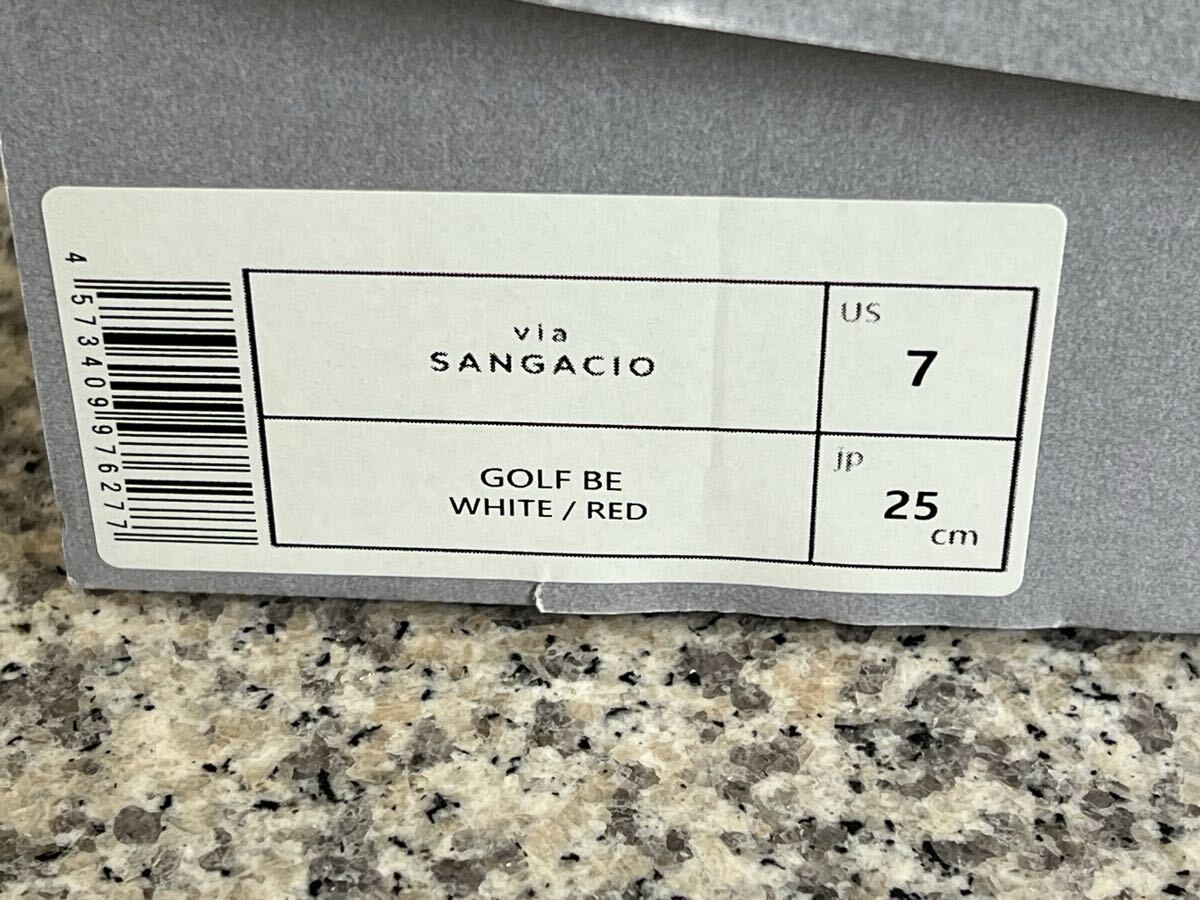 4573409976277
via
SANGACIO
US
7
GOLF BE
WHITE / RED
jp
25
cm